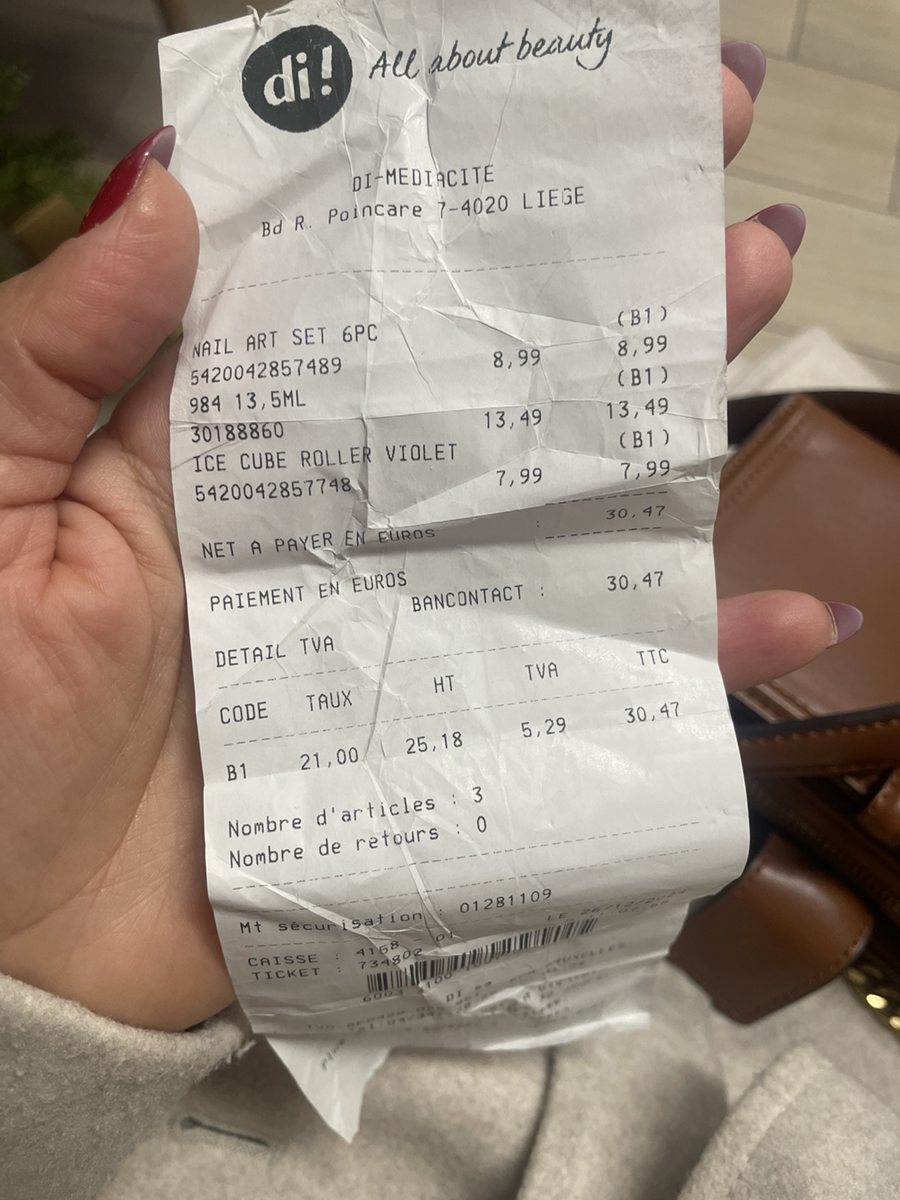 di! All about beauty
DI-MEDIACITE
Bd R. Poincare 7-4020 LIEGE
(B1)
NAIL ART SET 6PC
5420042857489 8,99 8,99
(B1)
984 13,5ML
30188860 13,49 13,49
(B1)
ICE CUBE ROLLER VIOLET
5420042857748 7,99 7,99
NET A PAYER EN EUROS : 30,47
PAIEMENT EN EUROS
BANCONTACT : 30,47
DETAIL TVA
CODE TAUX HT TVA TTC
B1 21,00 25,18 5,29 30,47
Nombre d'articles : 3
Nombre de retours : 0
Mt sécurisation : 01281109
CAISSE : 4168 - 01 LE
TICKET : 734802